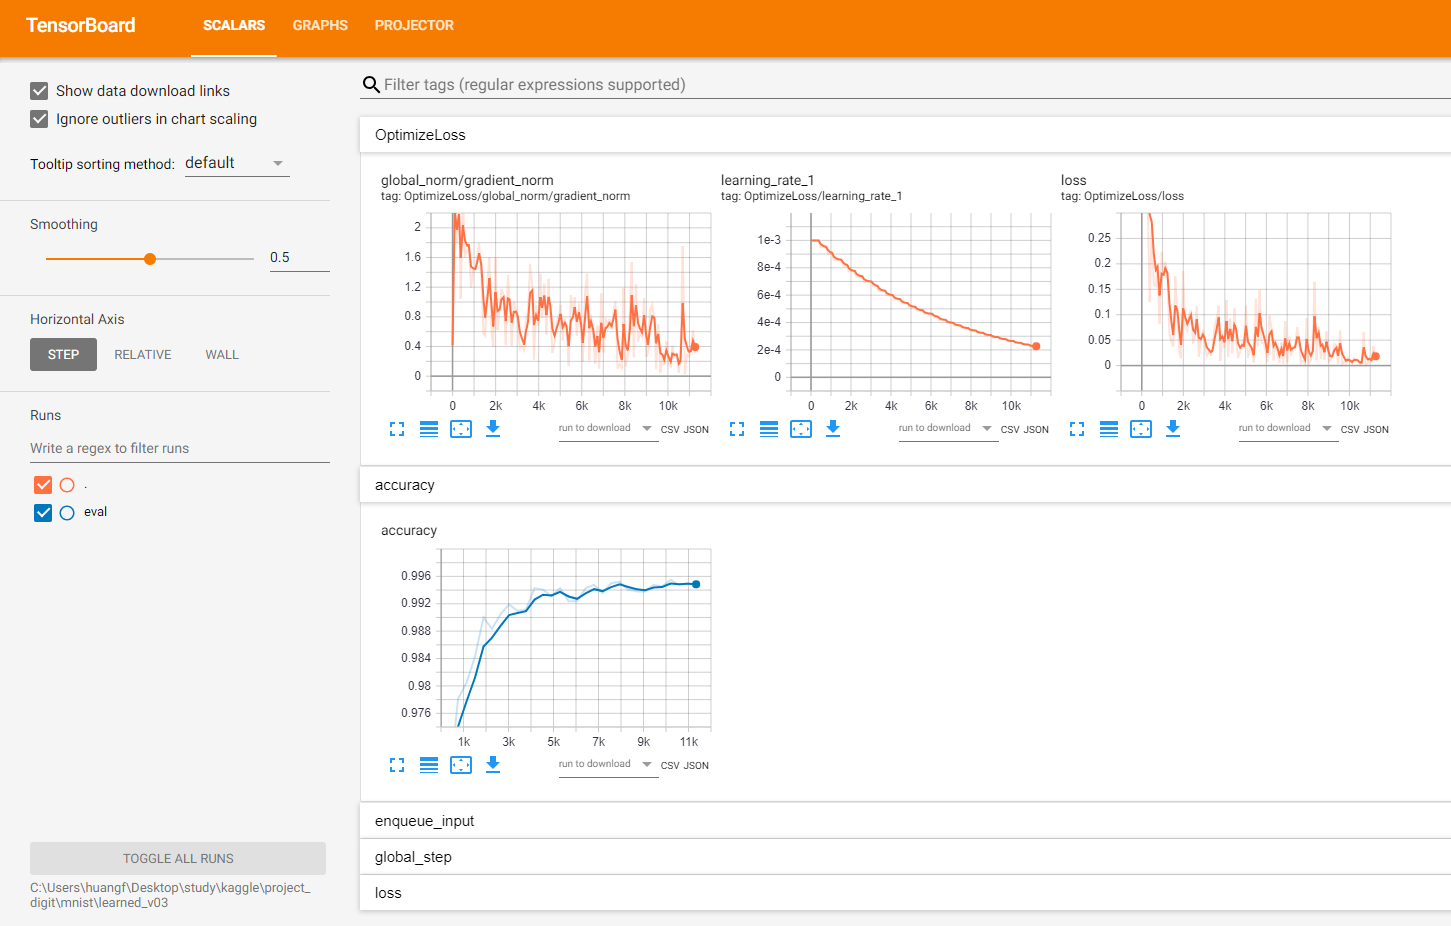 TensorBoard SCALARS GRAPHS PROJECTOR
Show data download links
Ignore outliers in chart scaling
Tooltip sorting method: default
Smoothing
0.5
Horizontal Axis
STEP RELATIVE WALL
Runs
Write a regex to filter runs
.
eval
TOGGLE ALL RUNS
C:\Users\huangf\Desktop\study\kaggle\project_
digit\mnist\learned_v03
Filter tags (regular expressions supported)
OptimizeLoss
global_norm/gradient_norm
tag: OptimizeLoss/global_norm/gradient_norm
2
1.6
1.2
0.8
0.4
0
0 2k 4k 6k 8k 10k
run to download CSV JSON
learning_rate_1
tag: OptimizeLoss/learning_rate_1
1e-3
8e-4
6e-4
4e-4
2e-4
0
0 2k 4k 6k 8k 10k
run to download CSV JSON
loss
tag: OptimizeLoss/loss
0.25
0.2
0.15
0.1
0.05
0
0 2k 4k 6k 8k 10k
run to download CSV JSON
accuracy
accuracy
0.996
0.992
0.988
0.984
0.98
0.976
1k 3k 5k 7k 9k 11k
run to download CSV JSON
enqueue_input
global_step
loss